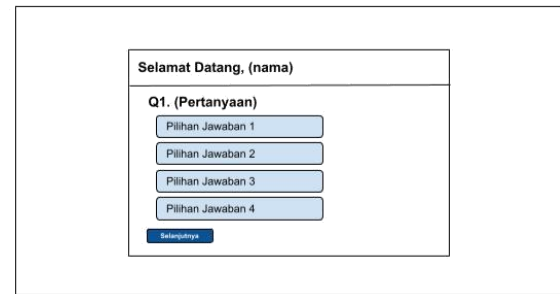 Selamat Datang, (nama)
Q1. (Pertanyaan)
Pilihan Jawaban 1
Pilihan Jawaban 2
Pilihan Jawaban 3
Pilihan Jawaban 4
Selanjutnya